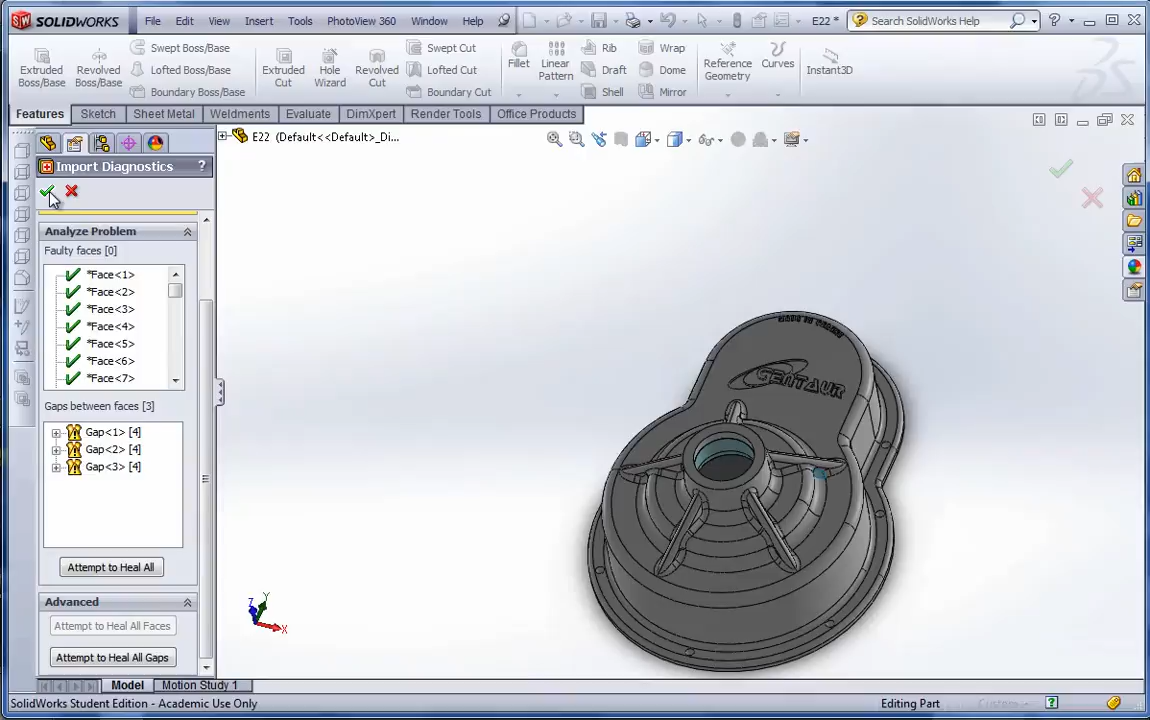 SOLIDWORKS File Edit View Insert Tools PhotoView 360 Window Help E22 * Search SolidWorks Help
Extruded Boss/Base
Revolved Boss/Base
Swept Boss/Base
Lofted Boss/Base
Boundary Boss/Base
Extruded Cut
Hole Wizard
Revolved Cut
Swept Cut
Lofted Cut
Boundary Cut
Fillet
Linear Pattern
Rib
Draft
Shell
Wrap
Dome
Mirror
Reference Geometry
Curves
Instant3D
Features Sketch Sheet Metal Weldments Evaluate DimXpert Render Tools Office Products
E22 (Default<<Default>_Di...
Import Diagnostics ?
Analyze Problem
Faulty faces [0]
*Face<1>
*Face<2>
*Face<3>
*Face<4>
*Face<5>
*Face<6>
*Face<7>
Gaps between faces [3]
Gap<1> [4]
Gap<2> [4]
Gap<3> [4]
Attempt to Heal All
Advanced
Attempt to Heal All Faces
Attempt to Heal All Gaps
CENTAUR
Z Y X
Model Motion Study 1
SolidWorks Student Edition - Academic Use Only Editing Part Custom